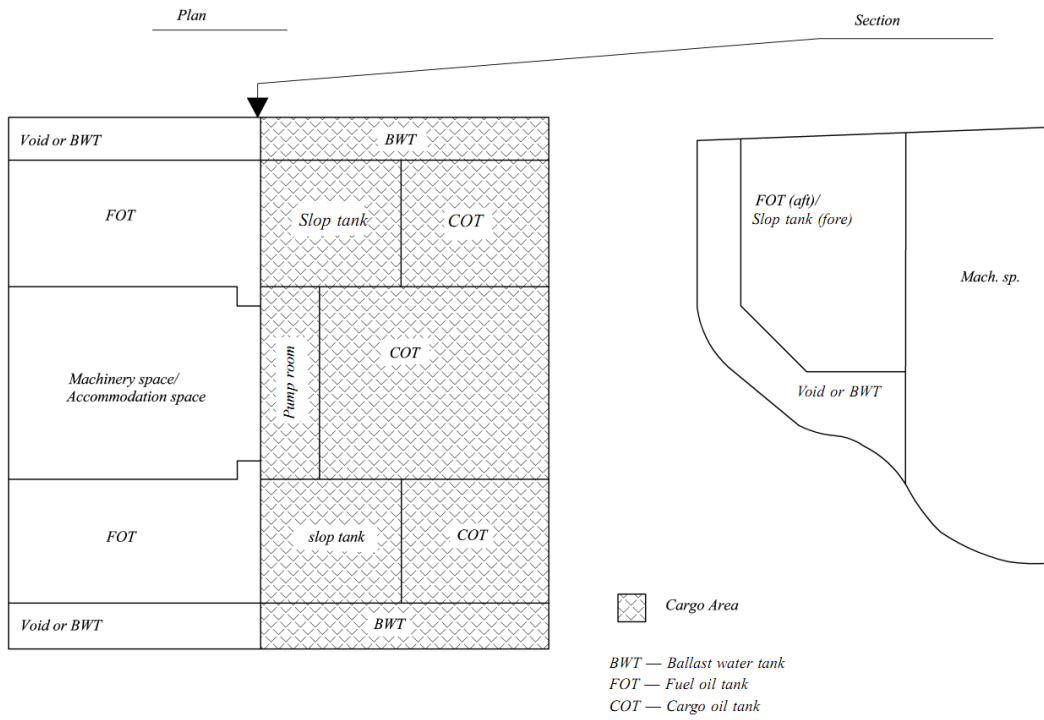 Plan
Section
Void or BWT
BWT
FOT
Slop tank
COT
Machinery space/
Accommodation space
Pump room
COT
FOT
slop tank
COT
Void or BWT
BWT
FOT (aft)/
Slop tank (fore)
Mach. sp.
Void or BWT
Cargo Area
BWT — Ballast water tank
FOT — Fuel oil tank
COT — Cargo oil tank